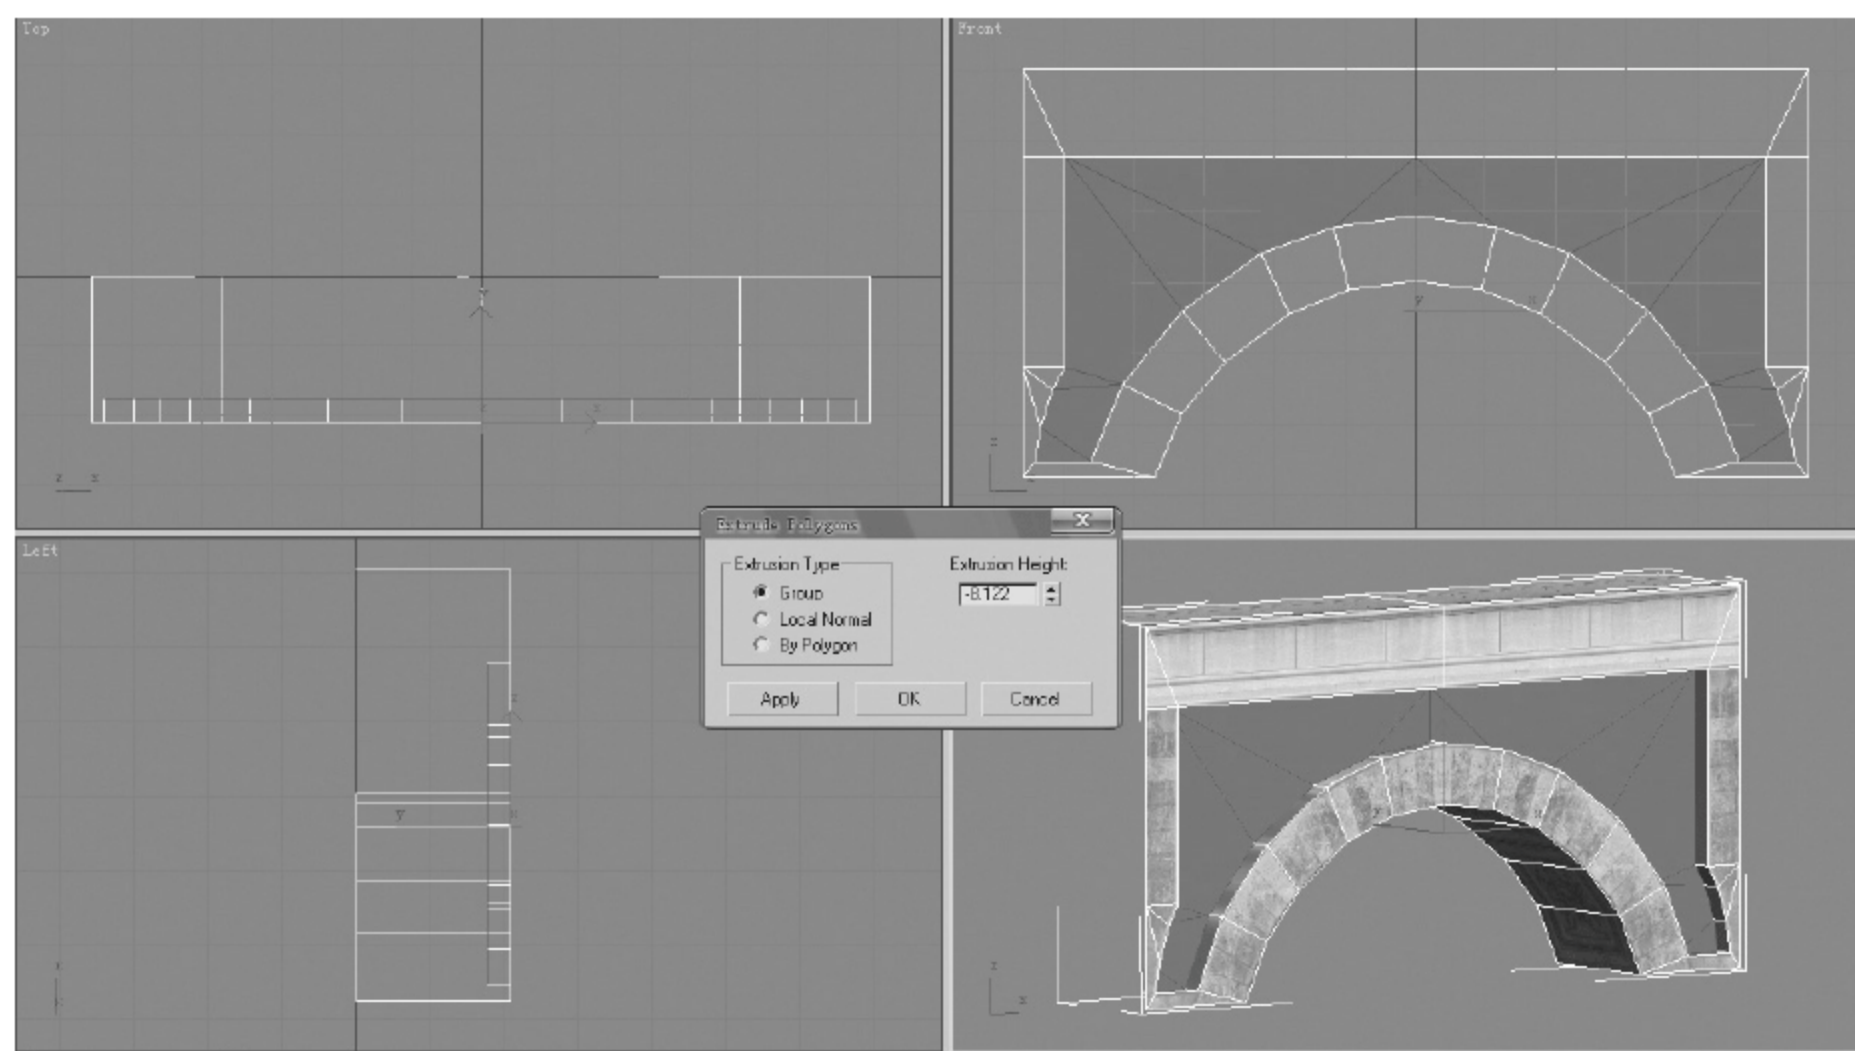 Top
Front
Left
Extrude Polygons
Extrusion Type
Group
Local Normal
By Polygon
Extrusion Height:
-8.122
Apply
OK
Cancel